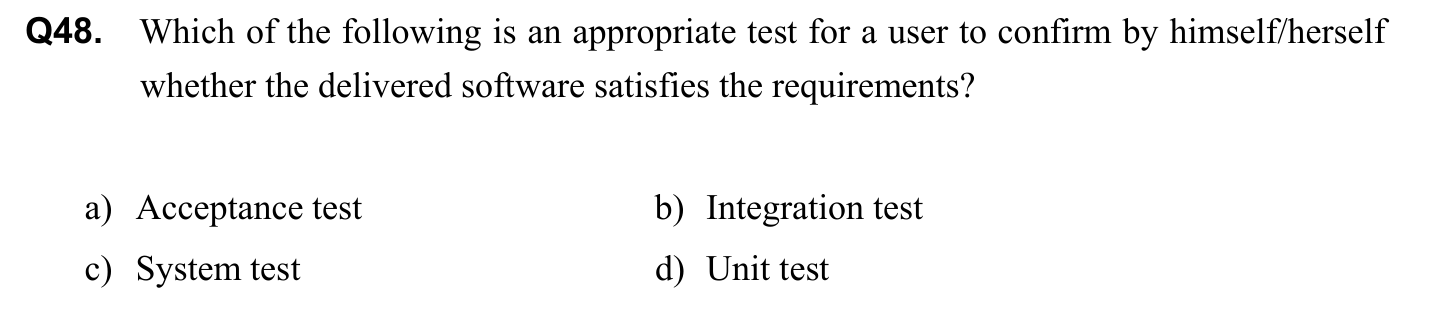 Q48. Which of the following is an appropriate test for a user to confirm by himself/herself
whether the delivered software satisfies the requirements?
a) Acceptance test b) Integration test
c) System test d) Unit test